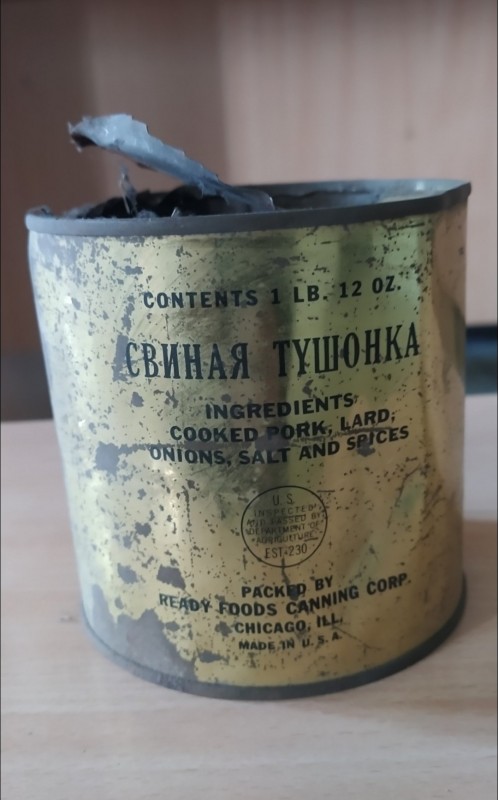 CONTENTS 1 LB. 12 OZ.
СВИНАЯ ТУШОНКА
INGREDIENTS
COOKED PORK, LARD,
ONIONS, SALT AND SPICES
U.S.
INSPECTED
AND PASSED BY
DEPARTMENT OF
AGRICULTURE
EST-230
PACKED BY
READY FOODS CANNING CORP.
CHICAGO, ILL.
MADE IN U.S.A.